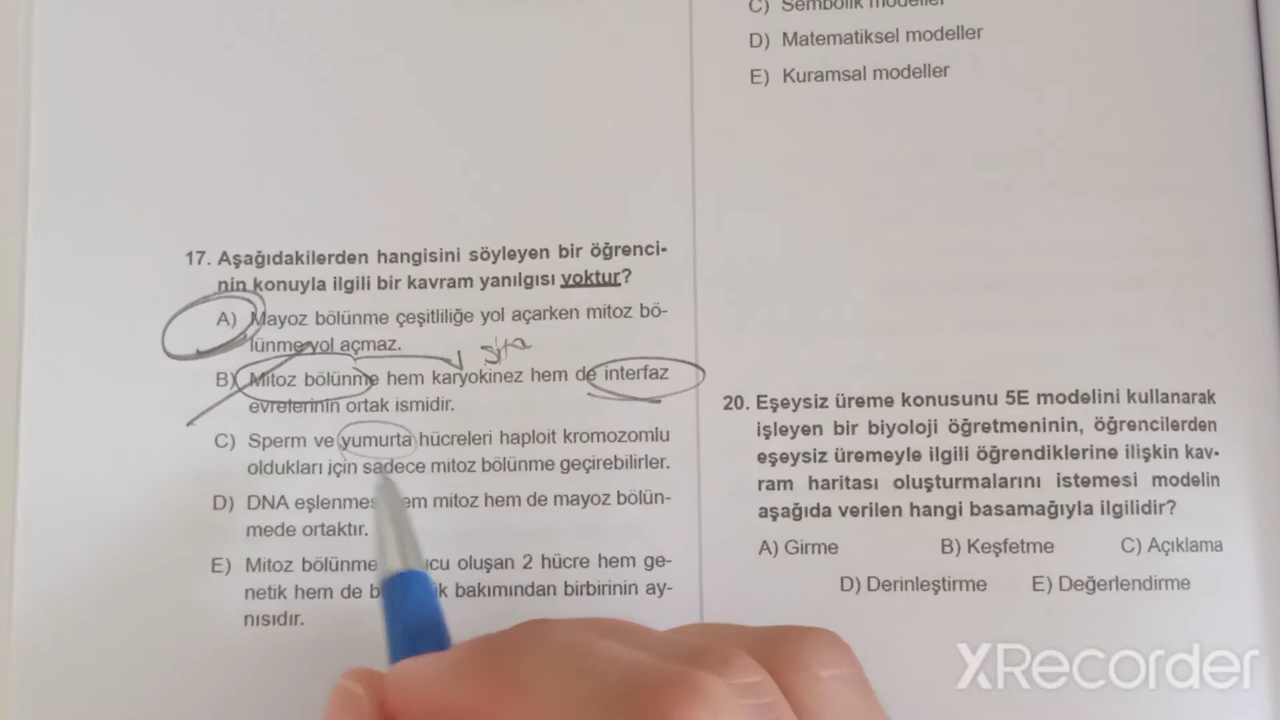 17. Aşağıdakilerden hangisini söyleyen bir öğrenci-
nin konuyla ilgili bir kavram yanılgısı yoktur?
A) Mayoz bölünme çeşitliliğe yol açarken mitoz bö-
lünme yol açmaz.
B) Mitoz bölünme hem karyokinez hem de interfaz
evrelerinin ortak ismidir.
C) Sperm ve yumurta hücreleri haploit kromozomlu
oldukları için sadece mitoz bölünme geçirebilirler.
D) DNA eşlenmes em mitoz hem de mayoz bölün-
mede ortaktır.
E) Mitoz bölünme ucu oluşan 2 hücre hem ge-
netik hem de b ük bakımından birbirinin ay-
nısıdır.
C) Sembolik modeller
D) Matematiksel modeller
E) Kuramsal modeller
20. Eşeysiz üreme konusunu 5E modelini kullanarak
işleyen bir biyoloji öğretmeninin, öğrencilerden
eşeysiz üremeyle ilgili öğrendiklerine ilişkin kav-
ram haritası oluşturmalarını istemesi modelin
aşağıda verilen hangi basamağıyla ilgilidir?
A) Girme B) Keşfetme C) Açıklama
D) Derinleştirme E) Değerlendirme
XRecorder